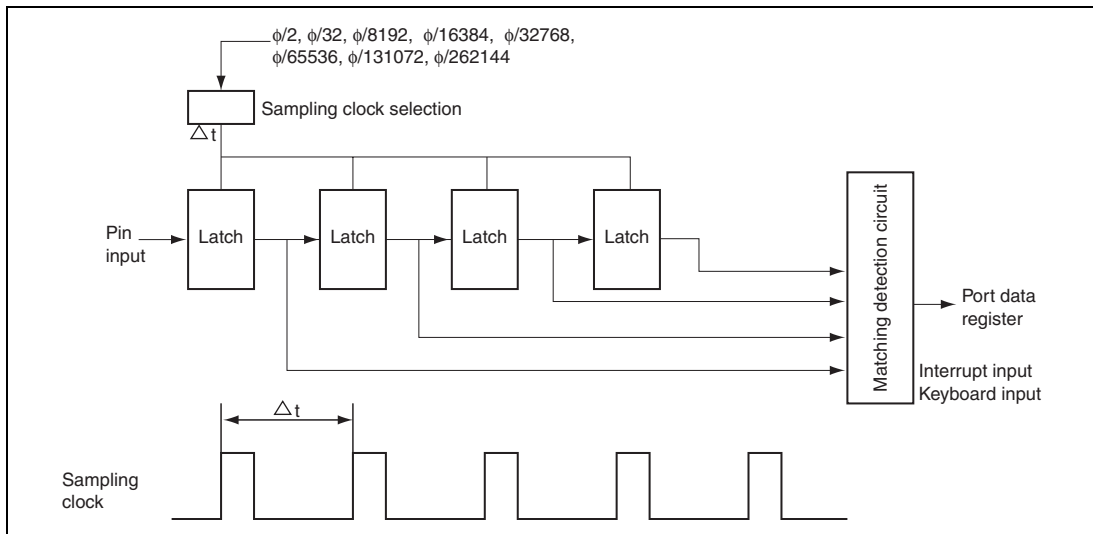 ϕ/2, ϕ/32, ϕ/8192, ϕ/16384, ϕ/32768,
ϕ/65536, ϕ/131072, ϕ/262144
Sampling clock selection
△t
Pin
input
Latch
Latch
Latch
Latch
Matching detection circuit
Port data
register
Interrupt input
Keyboard input
△t
Sampling
clock